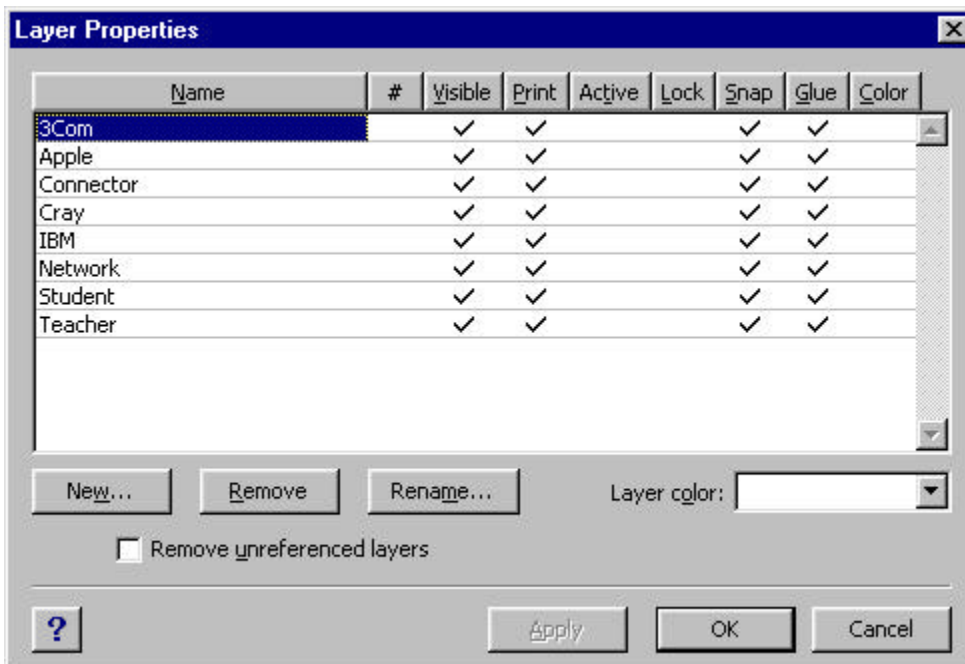 Layer Properties
Name # Visible Print Active Lock Snap Glue Color
3Com
Apple
Connector
Cray
IBM
Network
Student
Teacher
New... Remove Rename... Layer color:
Remove unreferenced layers
? Apply OK Cancel